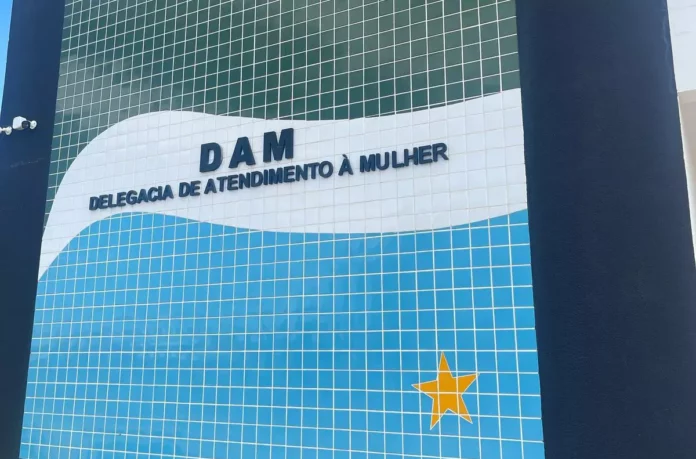 DAM
DELEGACIA DE ATENDIMENTO À MULHER